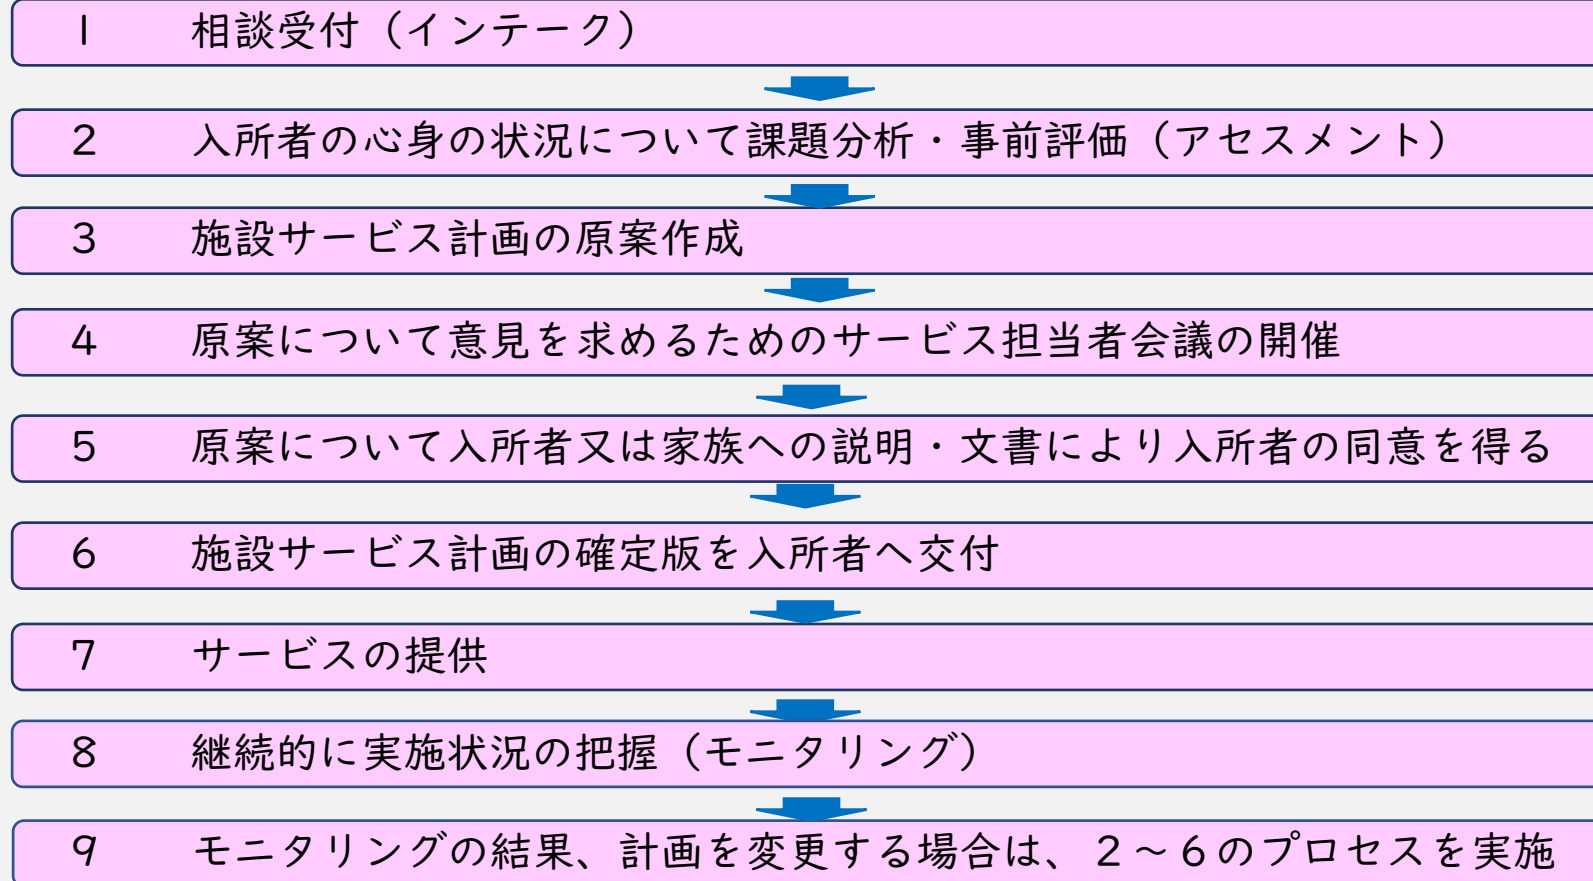 1 相談受付（インテーク）
2 入所者の心身の状況について課題分析・事前評価（アセスメント）
3 施設サービス計画の原案作成
4 原案について意見を求めるためのサービス担当者会議の開催
5 原案について入所者又は家族への説明・文書により入所者の同意を得る
6 施設サービス計画の確定版を入所者へ交付
7 サービスの提供
8 継続的に実施状況の把握（モニタリング）
9 モニタリングの結果、計画を変更する場合は、２～６のプロセスを実施